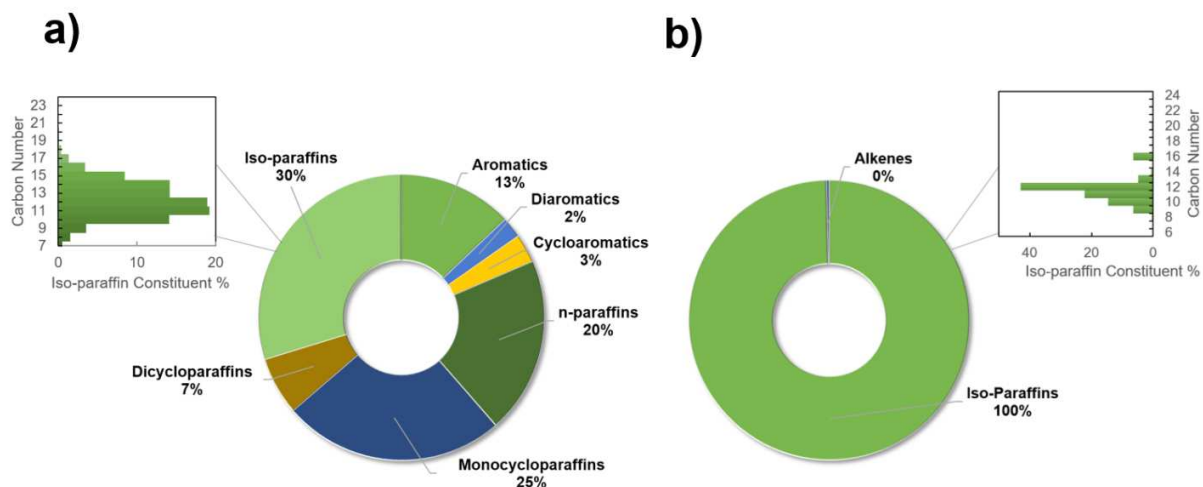 a)
23
21
19
17
15
13
11
9
7
Carbon Number
0
10
20
Iso-paraffin Constituent %
Iso-paraffins
30%
Aromatics
13%
Diaromatics
2%
Cycloaromatics
3%
n-paraffins
20%
Monocycloparaffins
25%
Dicycloparaffins
7%
b)
Alkenes
0%
Iso-Paraffins
100%
24
22
20
18
16
14
12
10
8
6
Carbon Number
40
20
0
Iso-paraffin Constituent %